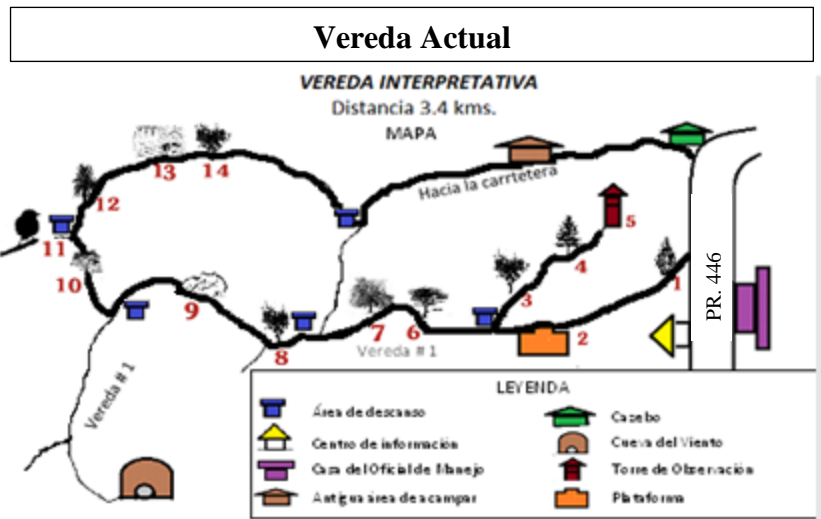 Vereda Actual
VEREDA INTERPRETATIVA
Distancia 3.4 kms.
MAPA
13
14
12
Hacia la carrtetera
5
11
4
10
3
1
PR. 446
9
7
6
2
8
Vereda # 1
Vereda # 1
LEYENDA
Área de descanso
Cazebo
Centro de información
Cueva del Viento
Casa del Oficial de Manejo
Torre de Observación
Antigua área de acampar
Plataforma